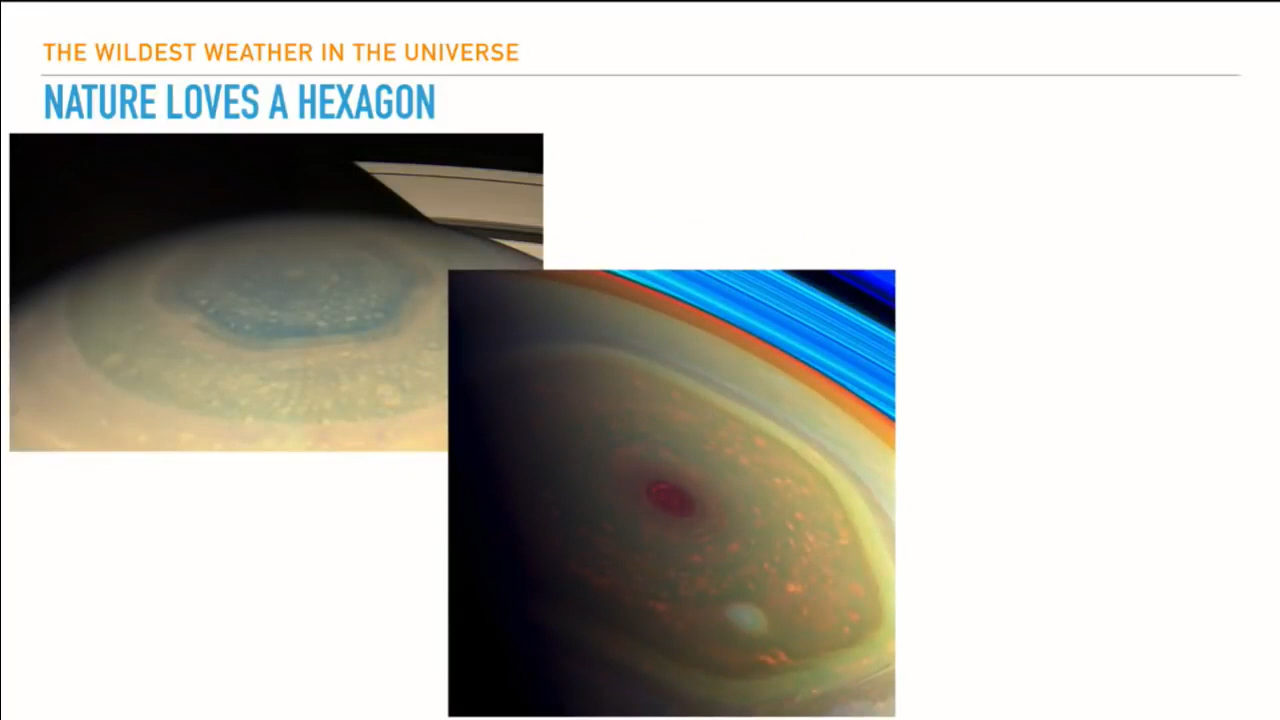 THE WILDEST WEATHER IN THE UNIVERSE
NATURE LOVES A HEXAGON